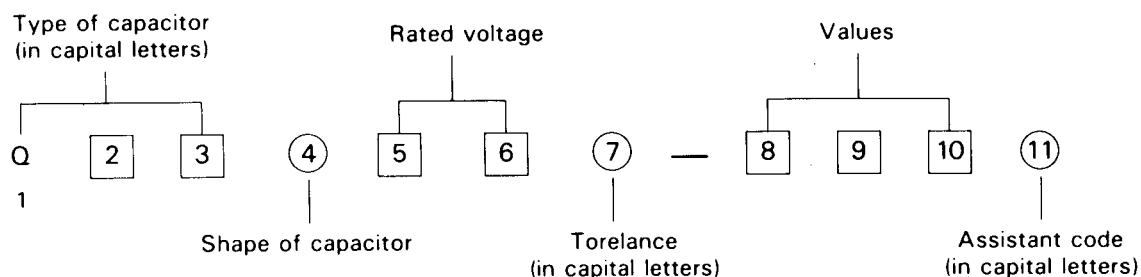 Type of capacitor
(in capital letters)
Rated voltage
Values
Q 2 3 4 5 6 7 — 8 9 10 11
1
Shape of capacitor
Torelance
(in capital letters)
Assistant code
(in capital letters)